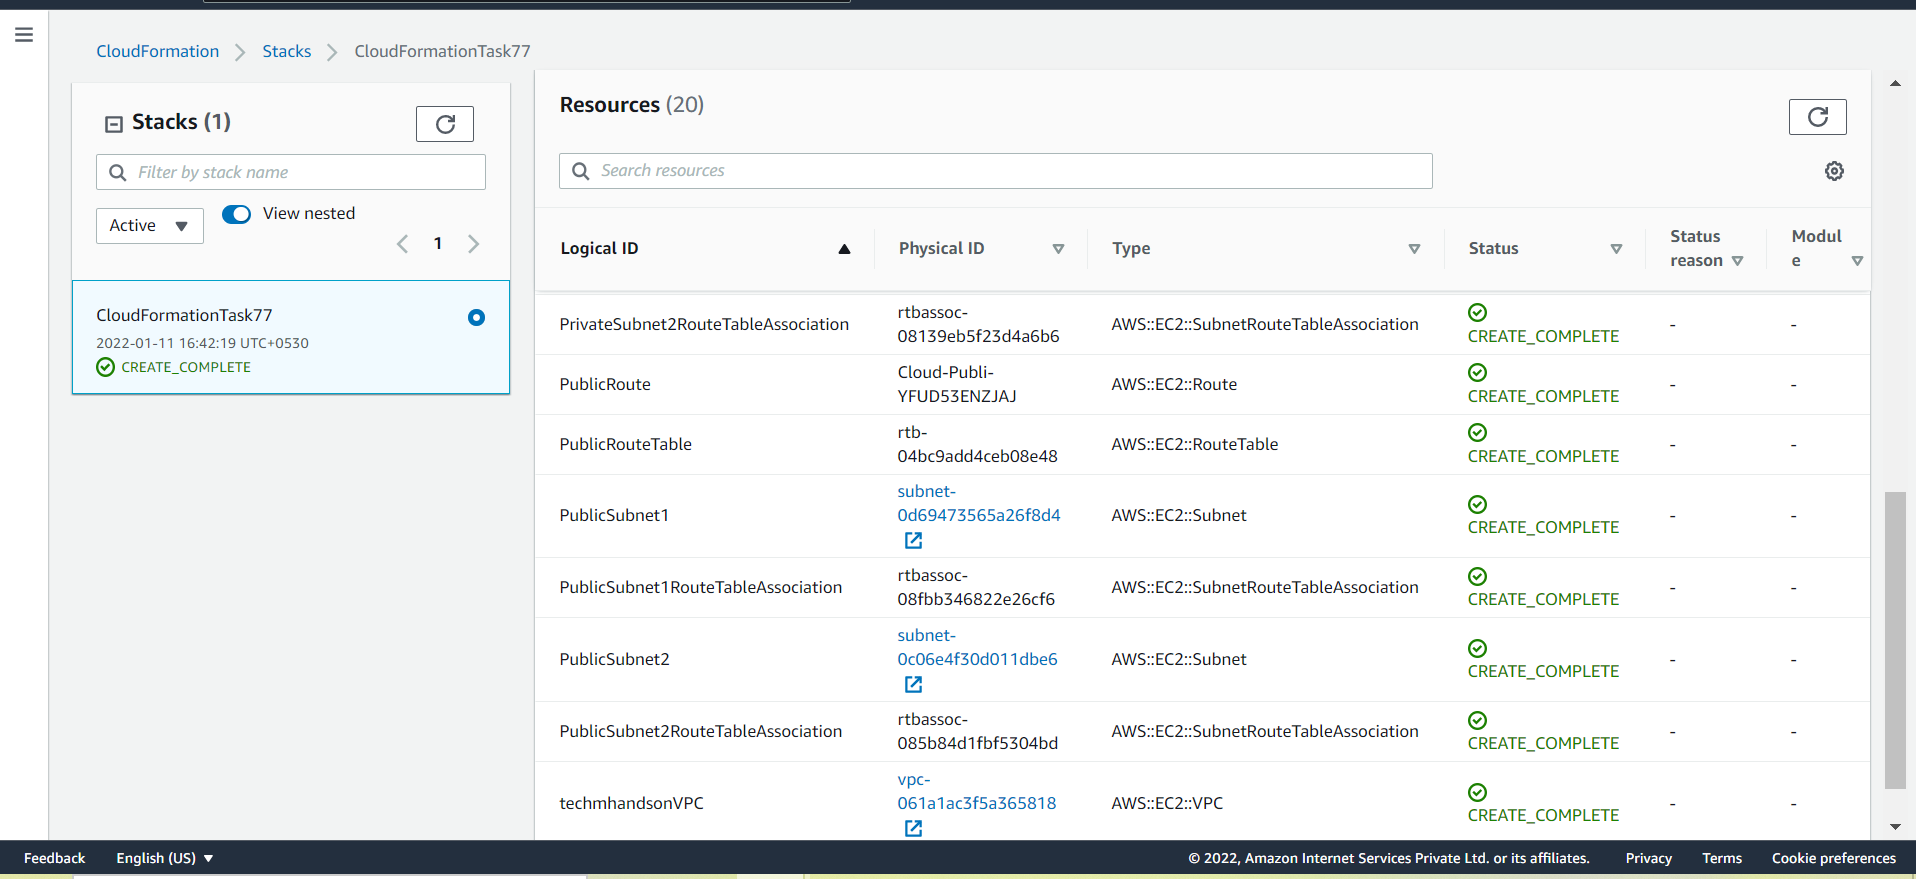 CloudFormation > Stacks > CloudFormationTask77
Stacks (1)
Filter by stack name
Active
View nested
1
CloudFormationTask77
2022-01-11 16:42:19 UTC+0530
CREATE_COMPLETE
Resources (20)
Search resources
Logical ID Physical ID Type Status Status reason Module
PrivateSubnet2RouteTableAssociation rtbassoc-08139eb5f23d4a6b6 AWS::EC2::SubnetRouteTableAssociation CREATE_COMPLETE - -
PublicRoute Cloud-Publi-YFUD53ENZJAJ AWS::EC2::Route CREATE_COMPLETE - -
PublicRouteTable rtb-04bc9add4ceb08e48 AWS::EC2::RouteTable CREATE_COMPLETE - -
PublicSubnet1 subnet-0d69473565a26f8d4 AWS::EC2::Subnet CREATE_COMPLETE - -
PublicSubnet1RouteTableAssociation rtbassoc-08fbb346822e26cf6 AWS::EC2::SubnetRouteTableAssociation CREATE_COMPLETE - -
PublicSubnet2 subnet-0c06e4f30d011dbe6 AWS::EC2::Subnet CREATE_COMPLETE - -
PublicSubnet2RouteTableAssociation rtbassoc-085b84d1fbf5304bd AWS::EC2::SubnetRouteTableAssociation CREATE_COMPLETE - -
techmhandsonVPC vpc-061a1ac3f5a365818 AWS::EC2::VPC CREATE_COMPLETE - -
Feedback English (US) © 2022, Amazon Internet Services Private Ltd. or its affiliates. Privacy Terms Cookie preferences